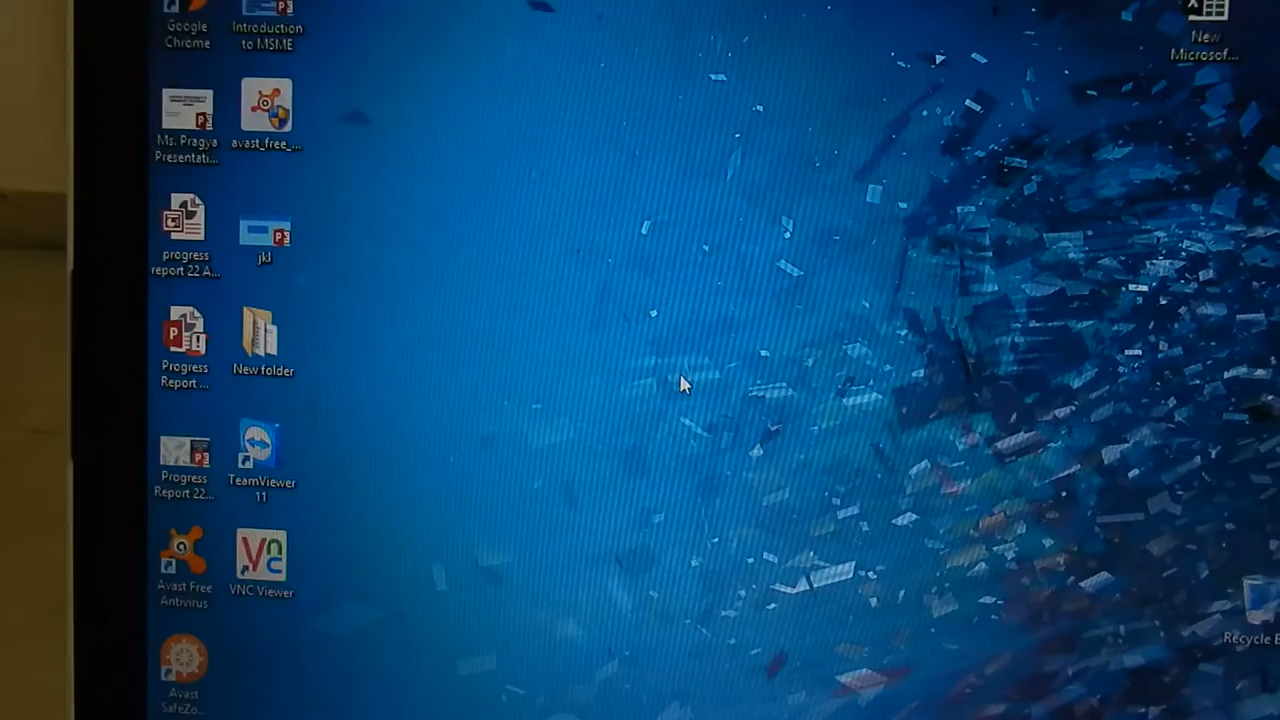 Google
Chrome
Introduction
to MSME
New
Microsof...
Ms. Pragya
Presentati...
avast_free_...
progress
report 22 A...
jkl
Progress
Report ...
New folder
Progress
Report 22...
TeamViewer
11
Avast Free
Antivirus
VNC Viewer
Avast
SafeZo...
Recycle B